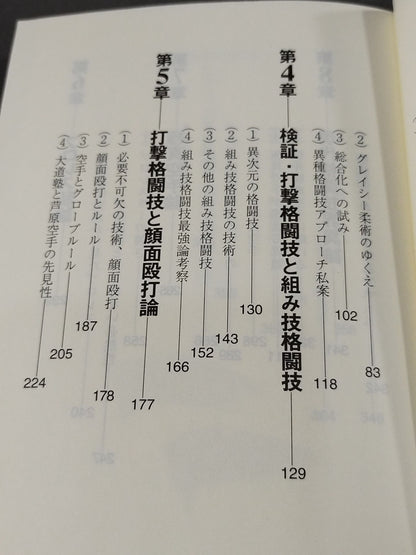 ② グレイシー柔術のゆくえ 83
③ 総合化への試み 102
④ 異種格闘技アプローチ私案 118
第4章 検証・打撃格闘技と組み技格闘技 129
① 異次元の格闘技 130
② 組み技格闘技の技術 143
③ その他の組み技格闘技 152
④ 組み技格闘技最強論考察 166
第5章 打撃格闘技と顔面殴打論 177
① 必要不可欠の技術、顔面殴打 178
② 顔面殴打とルール 187
③ 空手とグローブルール 205
④ 大道塾と芦原空手の先見性 224